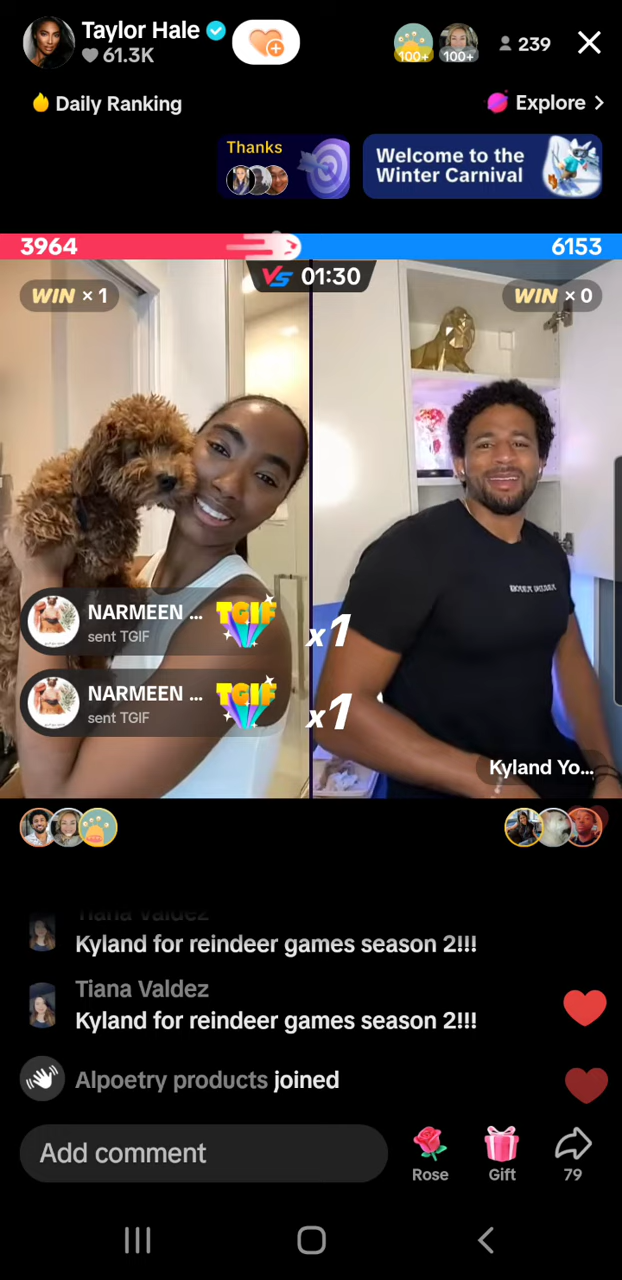 Taylor Hale
61.3K
100+
100+
239
Daily Ranking
Explore >
Thanks
Welcome to the
Winter Carnival
3964
6153
VS 01:30
WIN x 1
WIN x 0
NARMEEN ...
sent TGIF
TGIF
x1
NARMEEN ...
sent TGIF
TGIF
x1
Kyland Yo...
Tiana Valdez
Kyland for reindeer games season 2!!!
Tiana Valdez
Kyland for reindeer games season 2!!!
Alpoetry products joined
Add comment
Rose
Gift
79